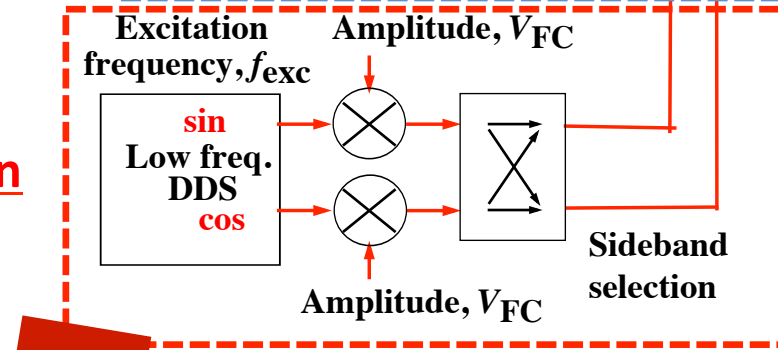 Excitation
frequency, fexc
Amplitude, VFC
sin
Low freq.
DDS
cos
n
Sideband
selection
Amplitude, VFC